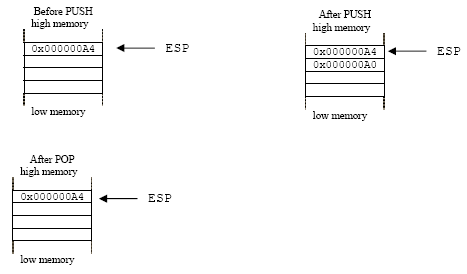 Before PUSH
high memory
0x000000A4
ESP
low memory
After PUSH
high memory
0x000000A4
ESP
0x000000A0
low memory
After POP
high memory
0x000000A4
ESP
low memory